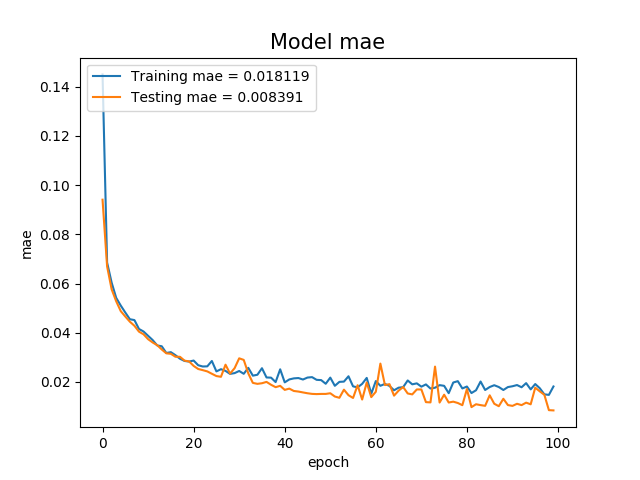 Model mae
Training mae = 0.018119
Testing mae = 0.008391
mae
0.14
0.12
0.10
0.08
0.06
0.04
0.02
0
20
40
60
80
100
epoch